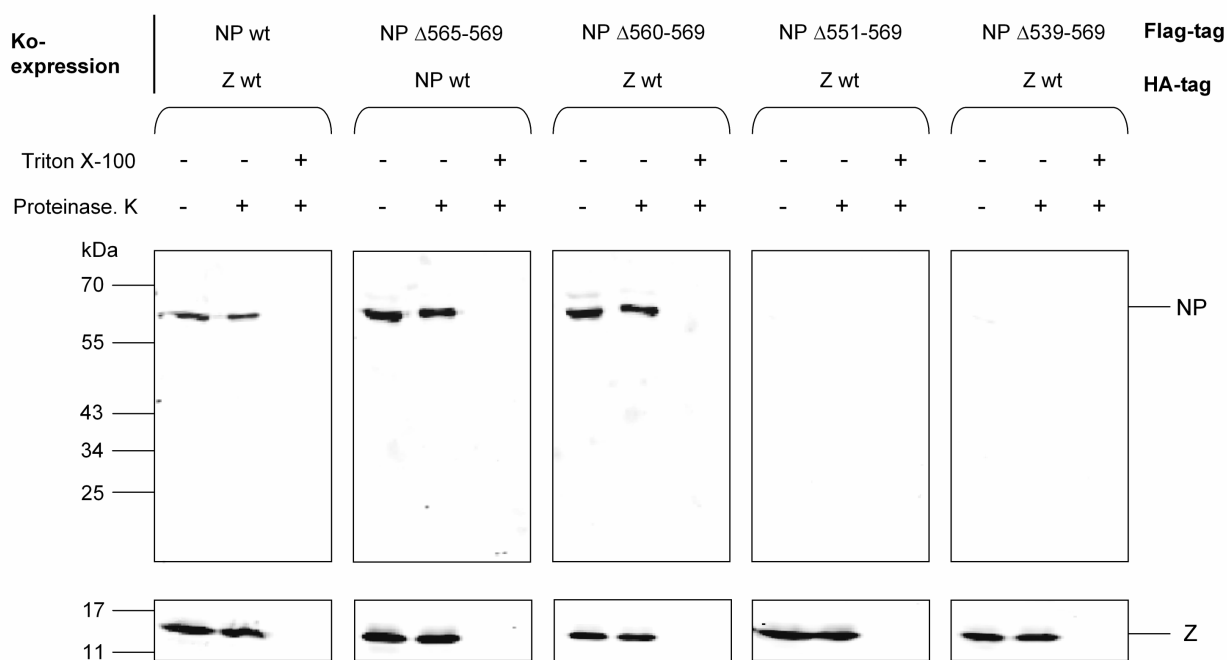 Ko-expression NP wt NP Δ565-569 NP Δ560-569 NP Δ551-569 NP Δ539-569 Flag-tag
Z wt NP wt Z wt Z wt Z wt HA-tag
Triton X-100 - - + - - + - - + - - + - - +
Proteinase. K - + + - + + - + + - + + - + +
kDa
70
NP
55
43
34
25
17
Z
11